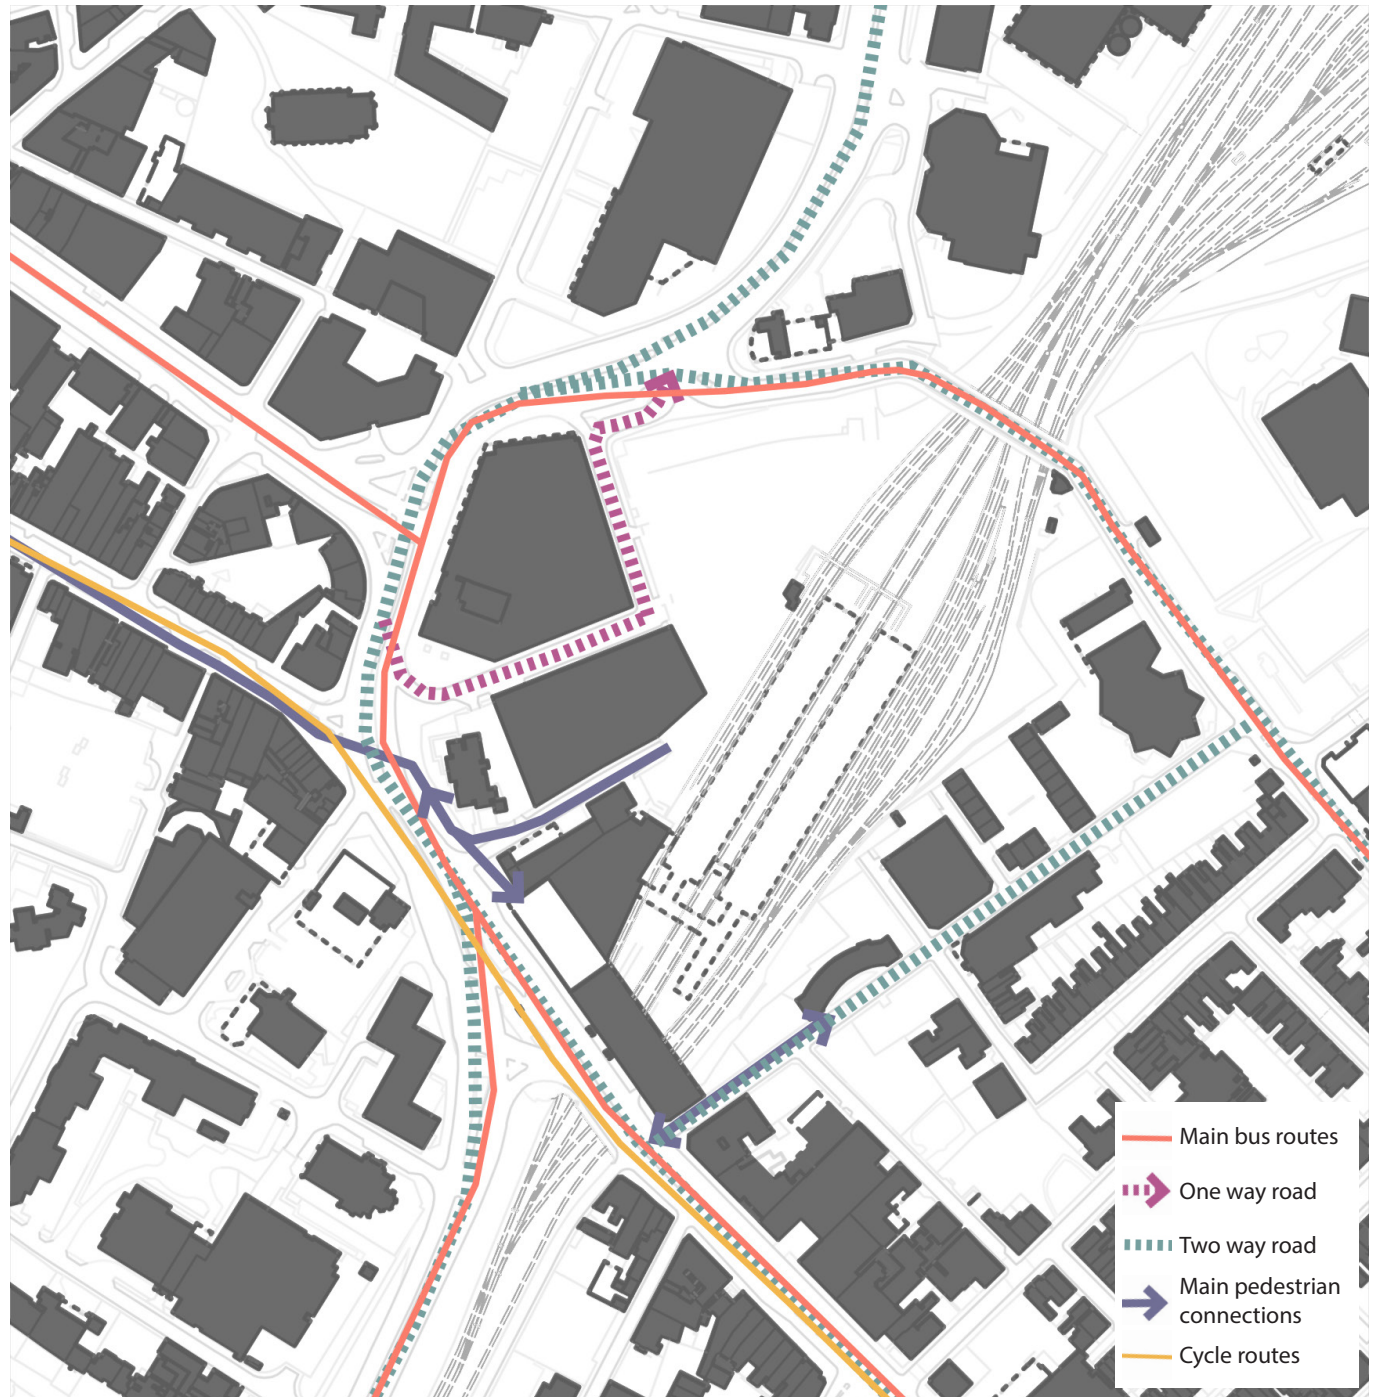 Main bus routes
One way road
Two way road
Main pedestrian
connections
Cycle routes